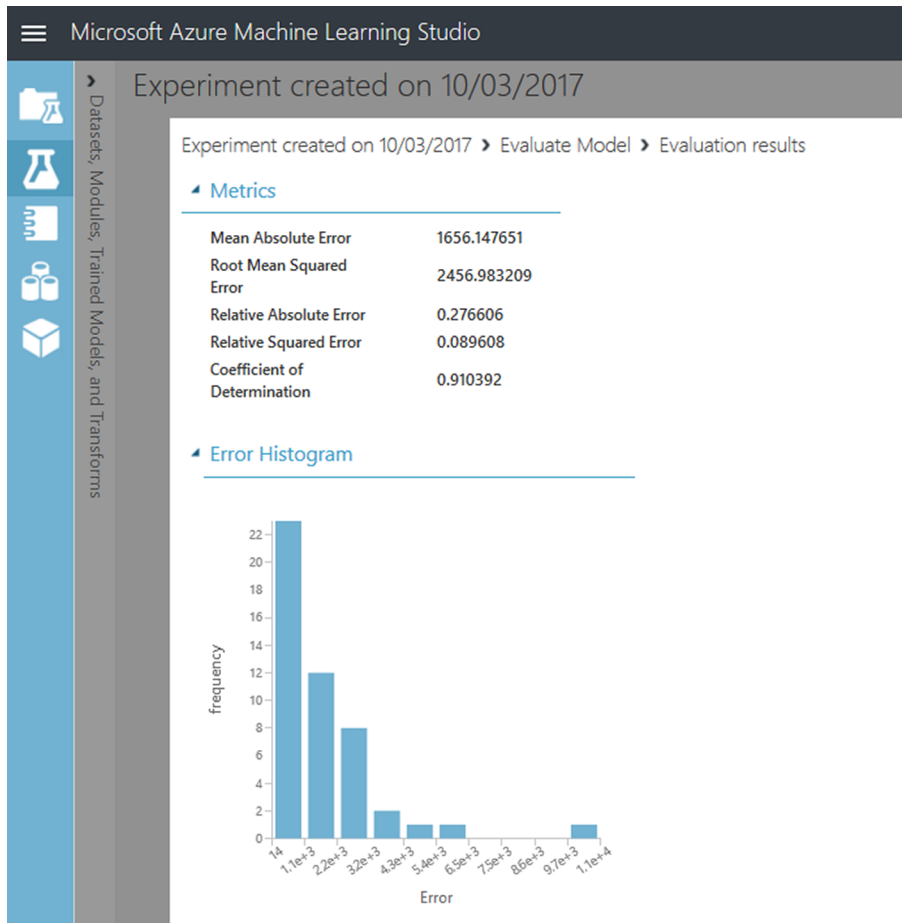 Microsoft Azure Machine Learning Studio
Datasets, Modules, Trained Models, and Transforms
Experiment created on 10/03/2017
Experiment created on 10/03/2017 > Evaluate Model > Evaluation results
Metrics
Mean Absolute Error 1656.147651
Root Mean Squared
Error 2456.983209
Relative Absolute Error 0.276606
Relative Squared Error 0.089608
Coefficient of
Determination 0.910392
Error Histogram
22
20
18
16
14
12
10
8
6
4
2
0
frequency
14 1.1e+3 2.2e+3 3.2e+3 4.3e+3 5.4e+3 6.5e+3 7.5e+3 8.6e+3 9.7e+3 1.1e+4
Error